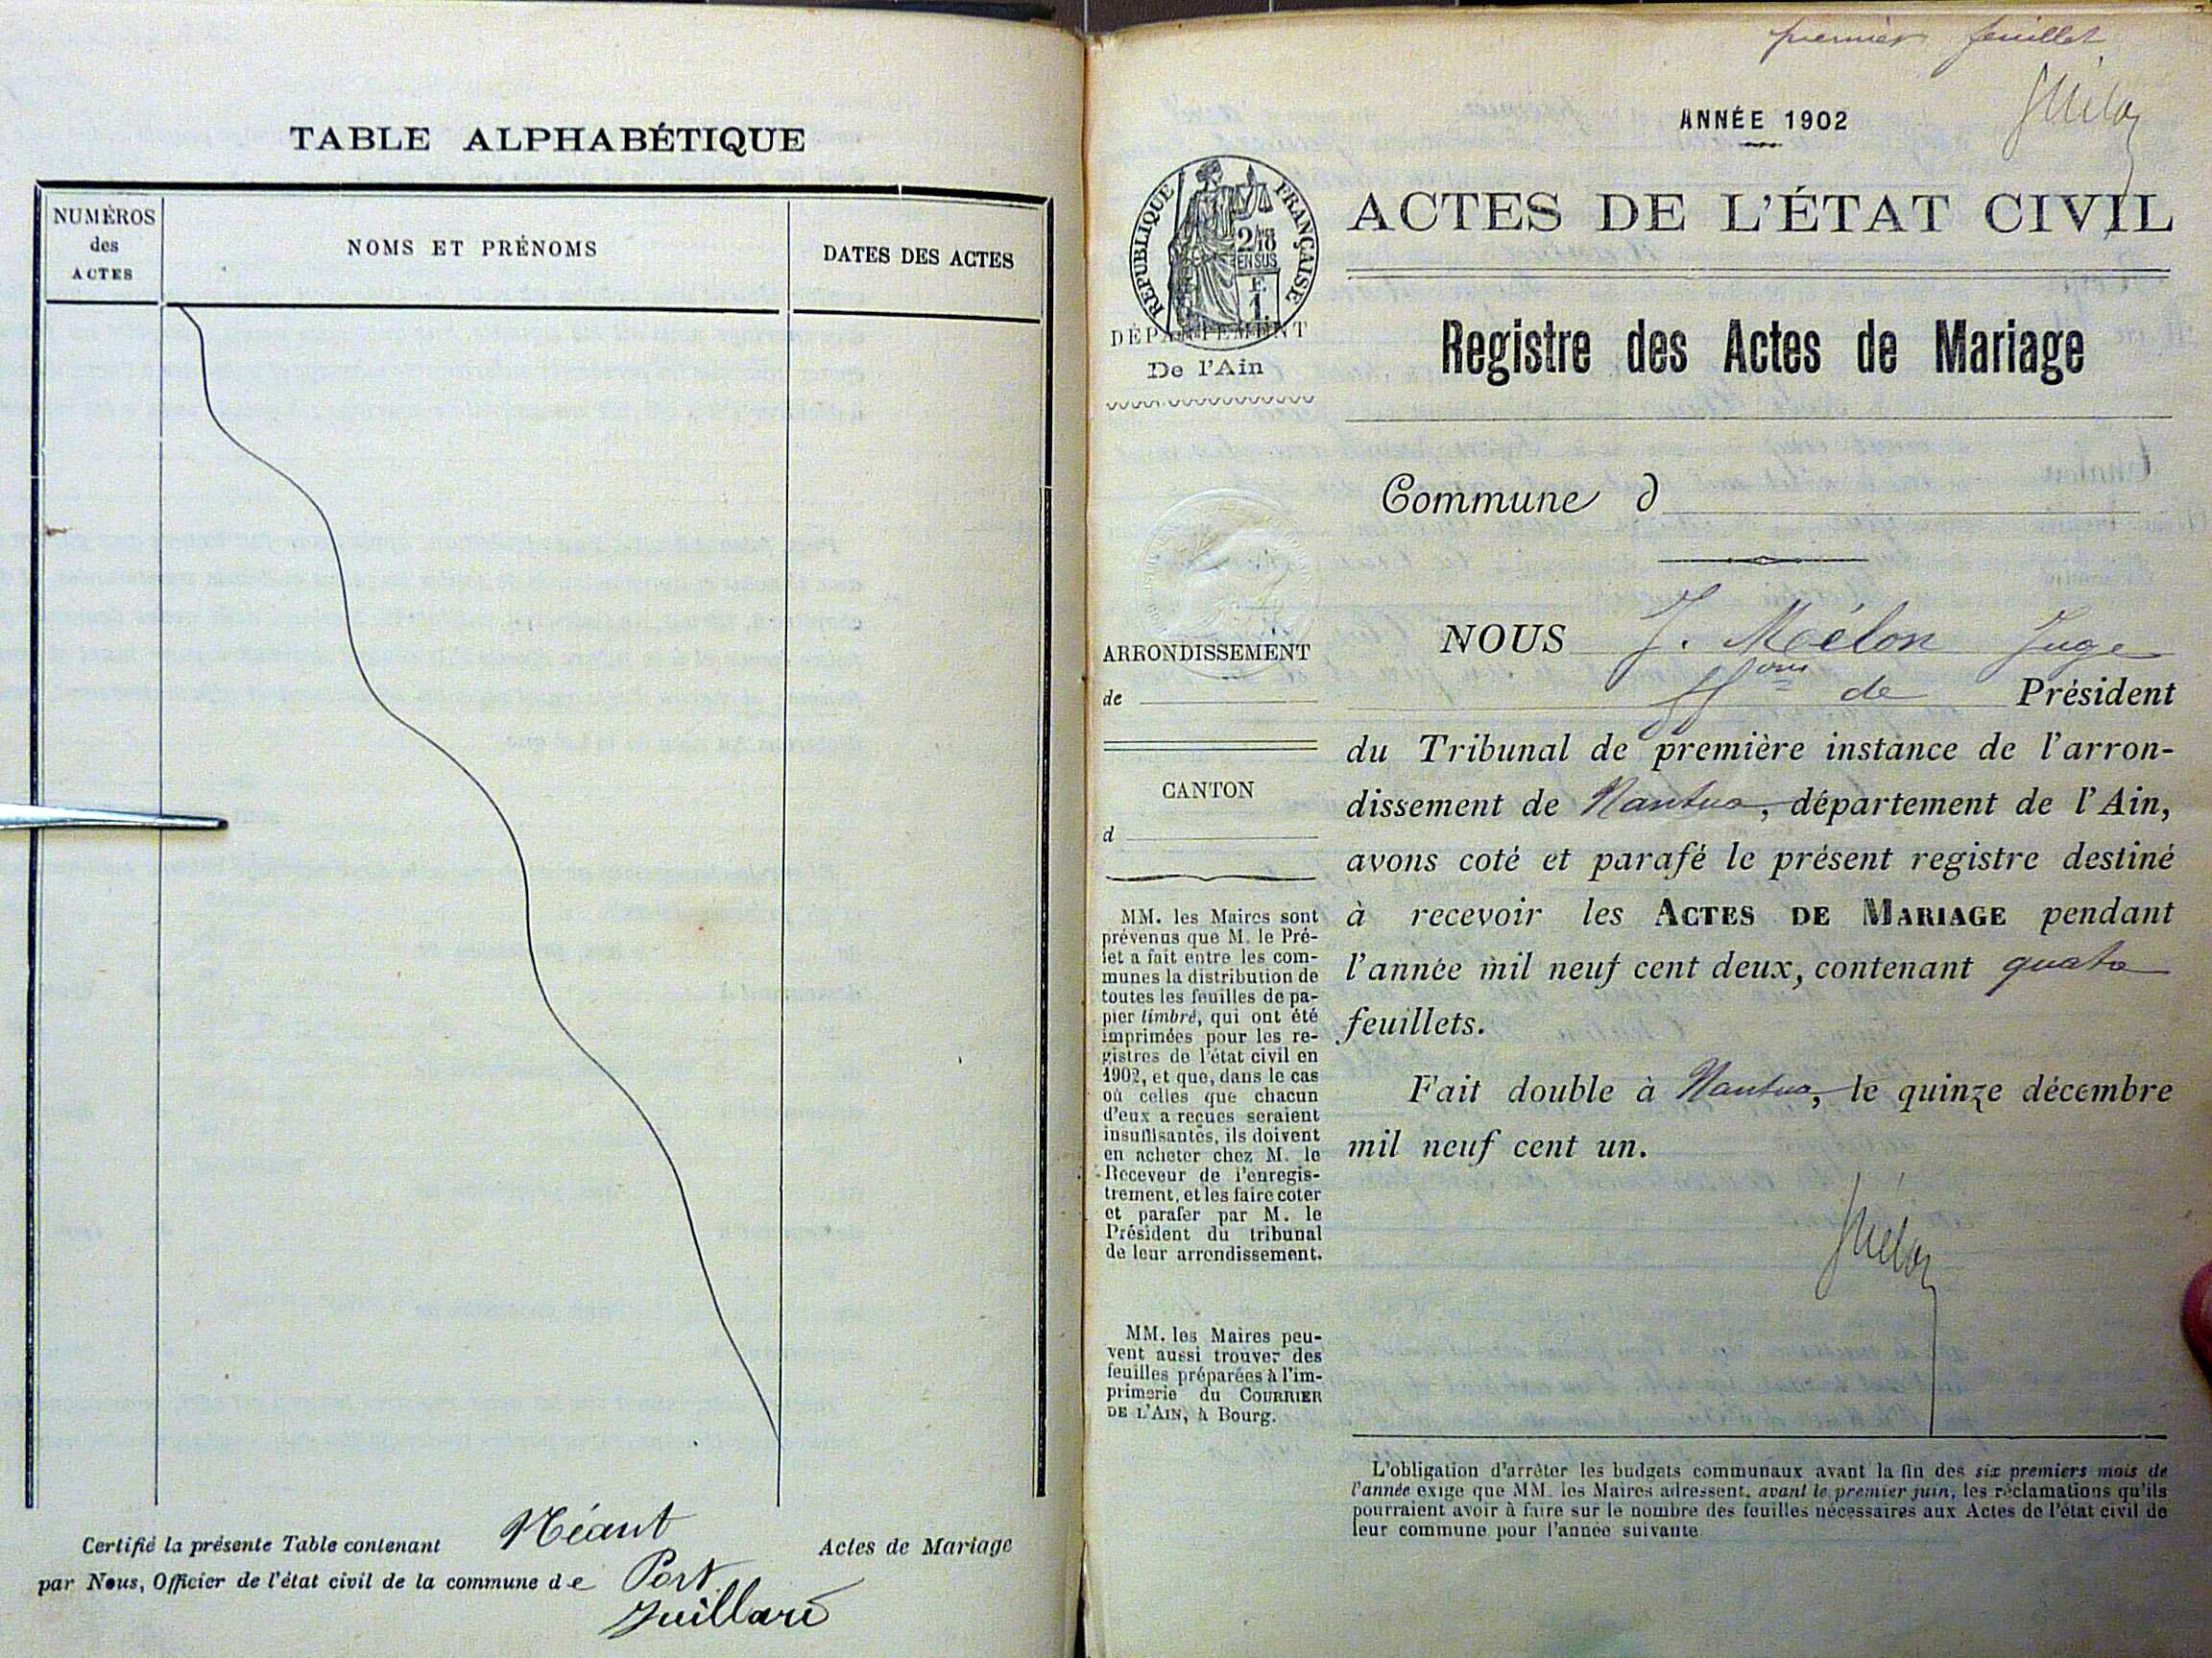 TABLE ALPHABÉTIQUE
NUMÉROS
des
ACTES
NOMS ET PRÉNOMS
DATES DES ACTES
Certifié la présente Table contenant Néant Actes de Mariage
par Nous, Officier de l'état civil de la commune de Port
Juillard
premier feuillet
ANNÉE 1902
RÉPUBLIQUE FRANÇAISE
2/10
EN SUS
F.
1.
ACTES DE L'ÉTAT CIVIL
DÉPARTEMENT
De l'Ain
Registre des Actes de Mariage
Commune d
ARRONDISSEMENT
de
CANTON
d
MM. les Maires sont
prévenus que M. le Pré-
fet a fait entre les com-
munes la distribution de
toutes les feuilles de pa-
pier timbré, qui ont été
imprimées pour les re-
gistres de l'état civil en
1902, et que, dans le cas
où celles que chacun
d'eux a reçues seraient
insuffisantes, ils doivent
en acheter chez M. le
Receveur de l'enregis-
trement, et les faire coter
et parafer par M. le
Président du tribunal
de leur arrondissement.
MM. les Maires peu-
vent aussi trouver des
feuilles préparées à l'im-
primerie du COURRIER
DE L'AIN, à Bourg.
NOUS J. Moëlon Juge
de Président
du Tribunal de première instance de l'arron-
dissement de Nantua, département de l'Ain,
avons coté et parafé le présent registre destiné
à recevoir les ACTES DE MARIAGE pendant
l'année mil neuf cent deux, contenant quatre
feuillets.
Fait double à Nantua, le quinze décembre
mil neuf cent un.
L'obligation d'arrêter les budgets communaux avant la fin des six premiers mois de
l'année exige que MM. les Maires adressent, avant le premier juin, les réclamations qu'ils
pourraient avoir à faire sur le nombre des feuilles nécessaires aux Actes de l'état civil de
leur commune pour l'année suivante.